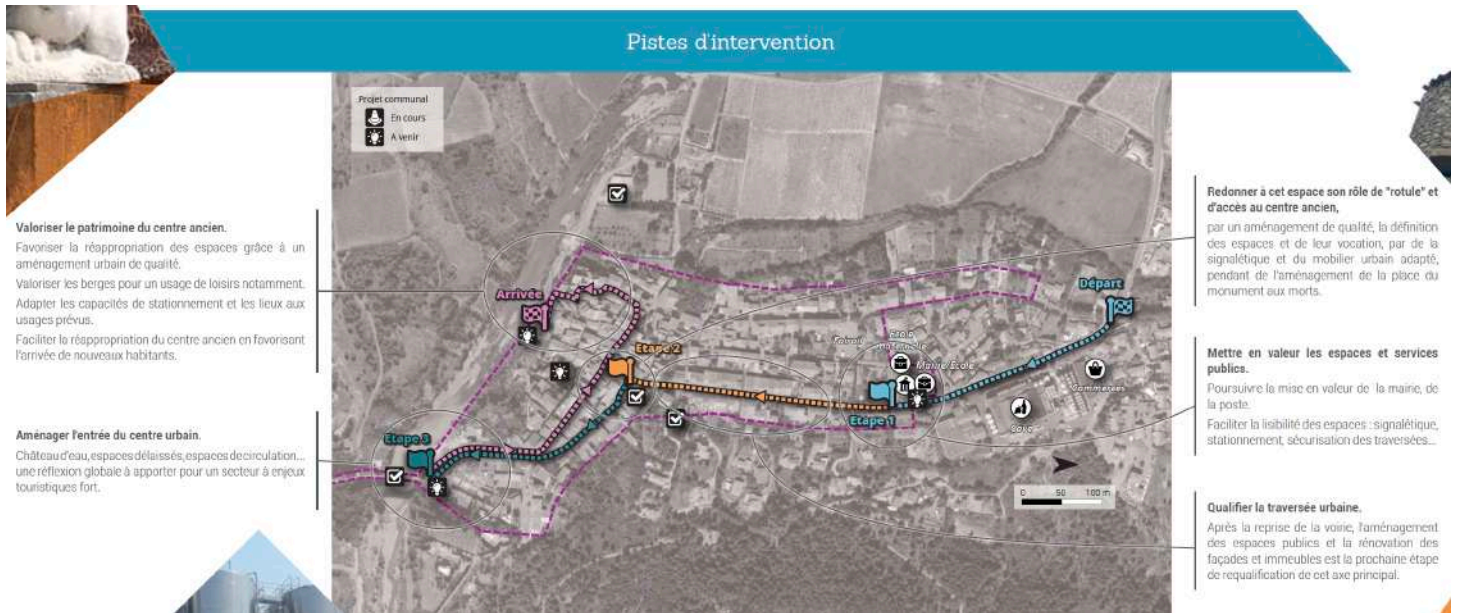 Pistes d'intervention
Projet communal
En cours
A venir
Valoriser le patrimoine du centre ancien.
Favoriser la réappropriation des espaces grâce à un
aménagement urbain de qualité.
Valoriser les berges pour un usage de loisirs notamment.
Adapter les capacités de stationnement et les lieux aux
usages prévus.
Faciliter la réappropriation du centre ancien en favorisant
l'arrivée de nouveaux habitants.
Aménager l'entrée du centre urbain.
Château d'eau, espaces délaissés, espaces de circulation...
une réflexion globale à apporter pour un secteur à enjeux
touristiques fort.
Arrivée
Etape 2
Etape 3
Etape 1
Départ
Ecole
maternelle
Mairie Ecole
Commerces
Cave
0 50 100 m
Redonner à cet espace son rôle de "rotule" et
d'accès au centre ancien,
par un aménagement de qualité, la définition
des espaces et de leur vocation, par de la
signalétique et du mobilier urbain adapté,
pendant de l'aménagement de la place du
monument aux morts.
Mettre en valeur les espaces et services
publics.
Poursuivre la mise en valeur de la mairie, de
la poste.
Faciliter la lisibilité des espaces : signalétique,
stationnement, sécurisation des traversées...
Qualifier la traversée urbaine.
Après la reprise de la voirie, l'aménagement
des espaces publics et la rénovation des
façades et immeubles est la prochaine étape
de requalification de cet axe principal.